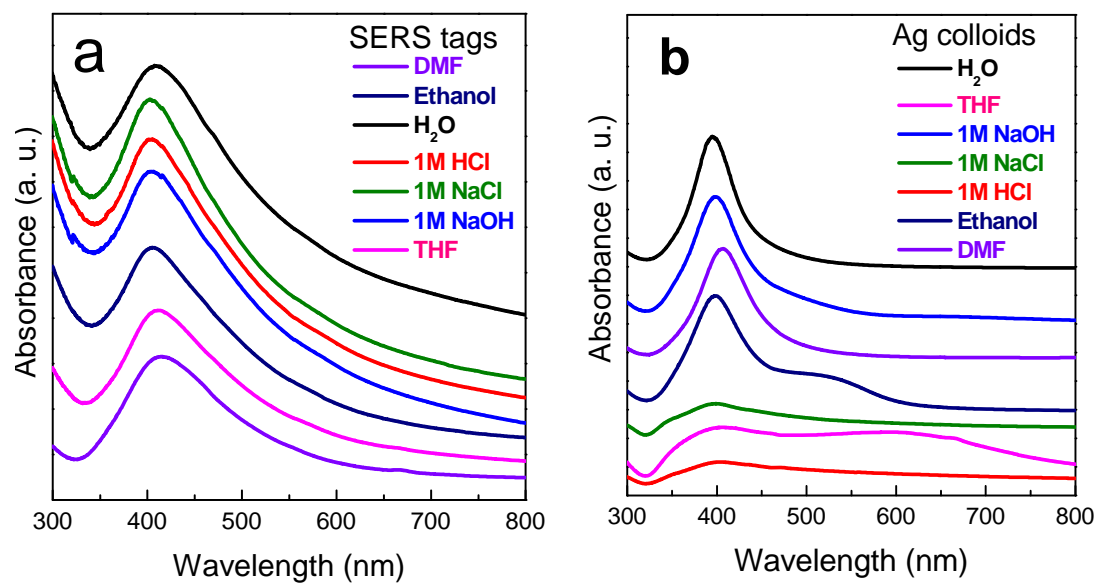 a
SERS tags
DMF
Ethanol
H₂O
1M HCl
1M NaCl
1M NaOH
THF
Absorbance (a. u.)
300 400 500 600 700 800
Wavelength (nm)
b
Ag colloids
H₂O
THF
1M NaOH
1M NaCl
1M HCl
Ethanol
DMF
Absorbance (a. u.)
300 400 500 600 700 800
Wavelength (nm)